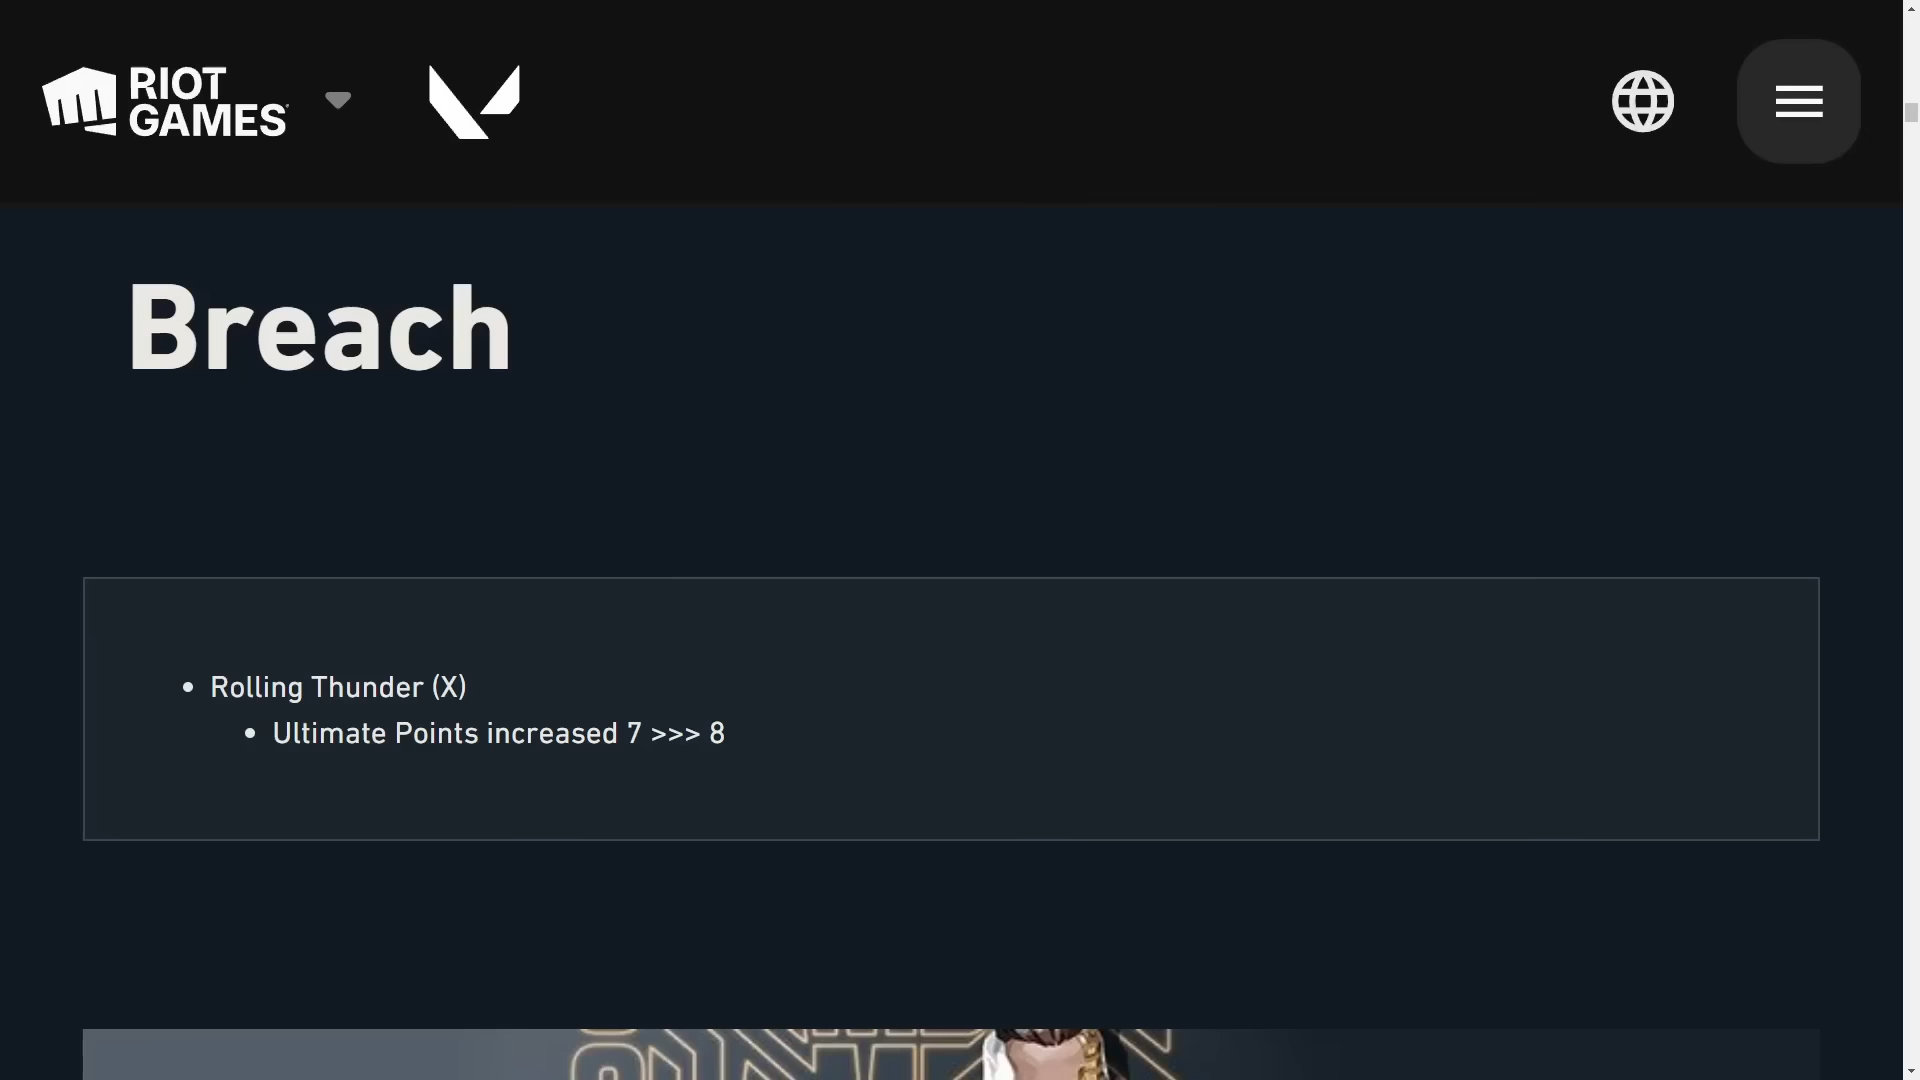 RIOT
GAMES
Breach
Rolling Thunder (X)
Ultimate Points increased 7 >>> 8